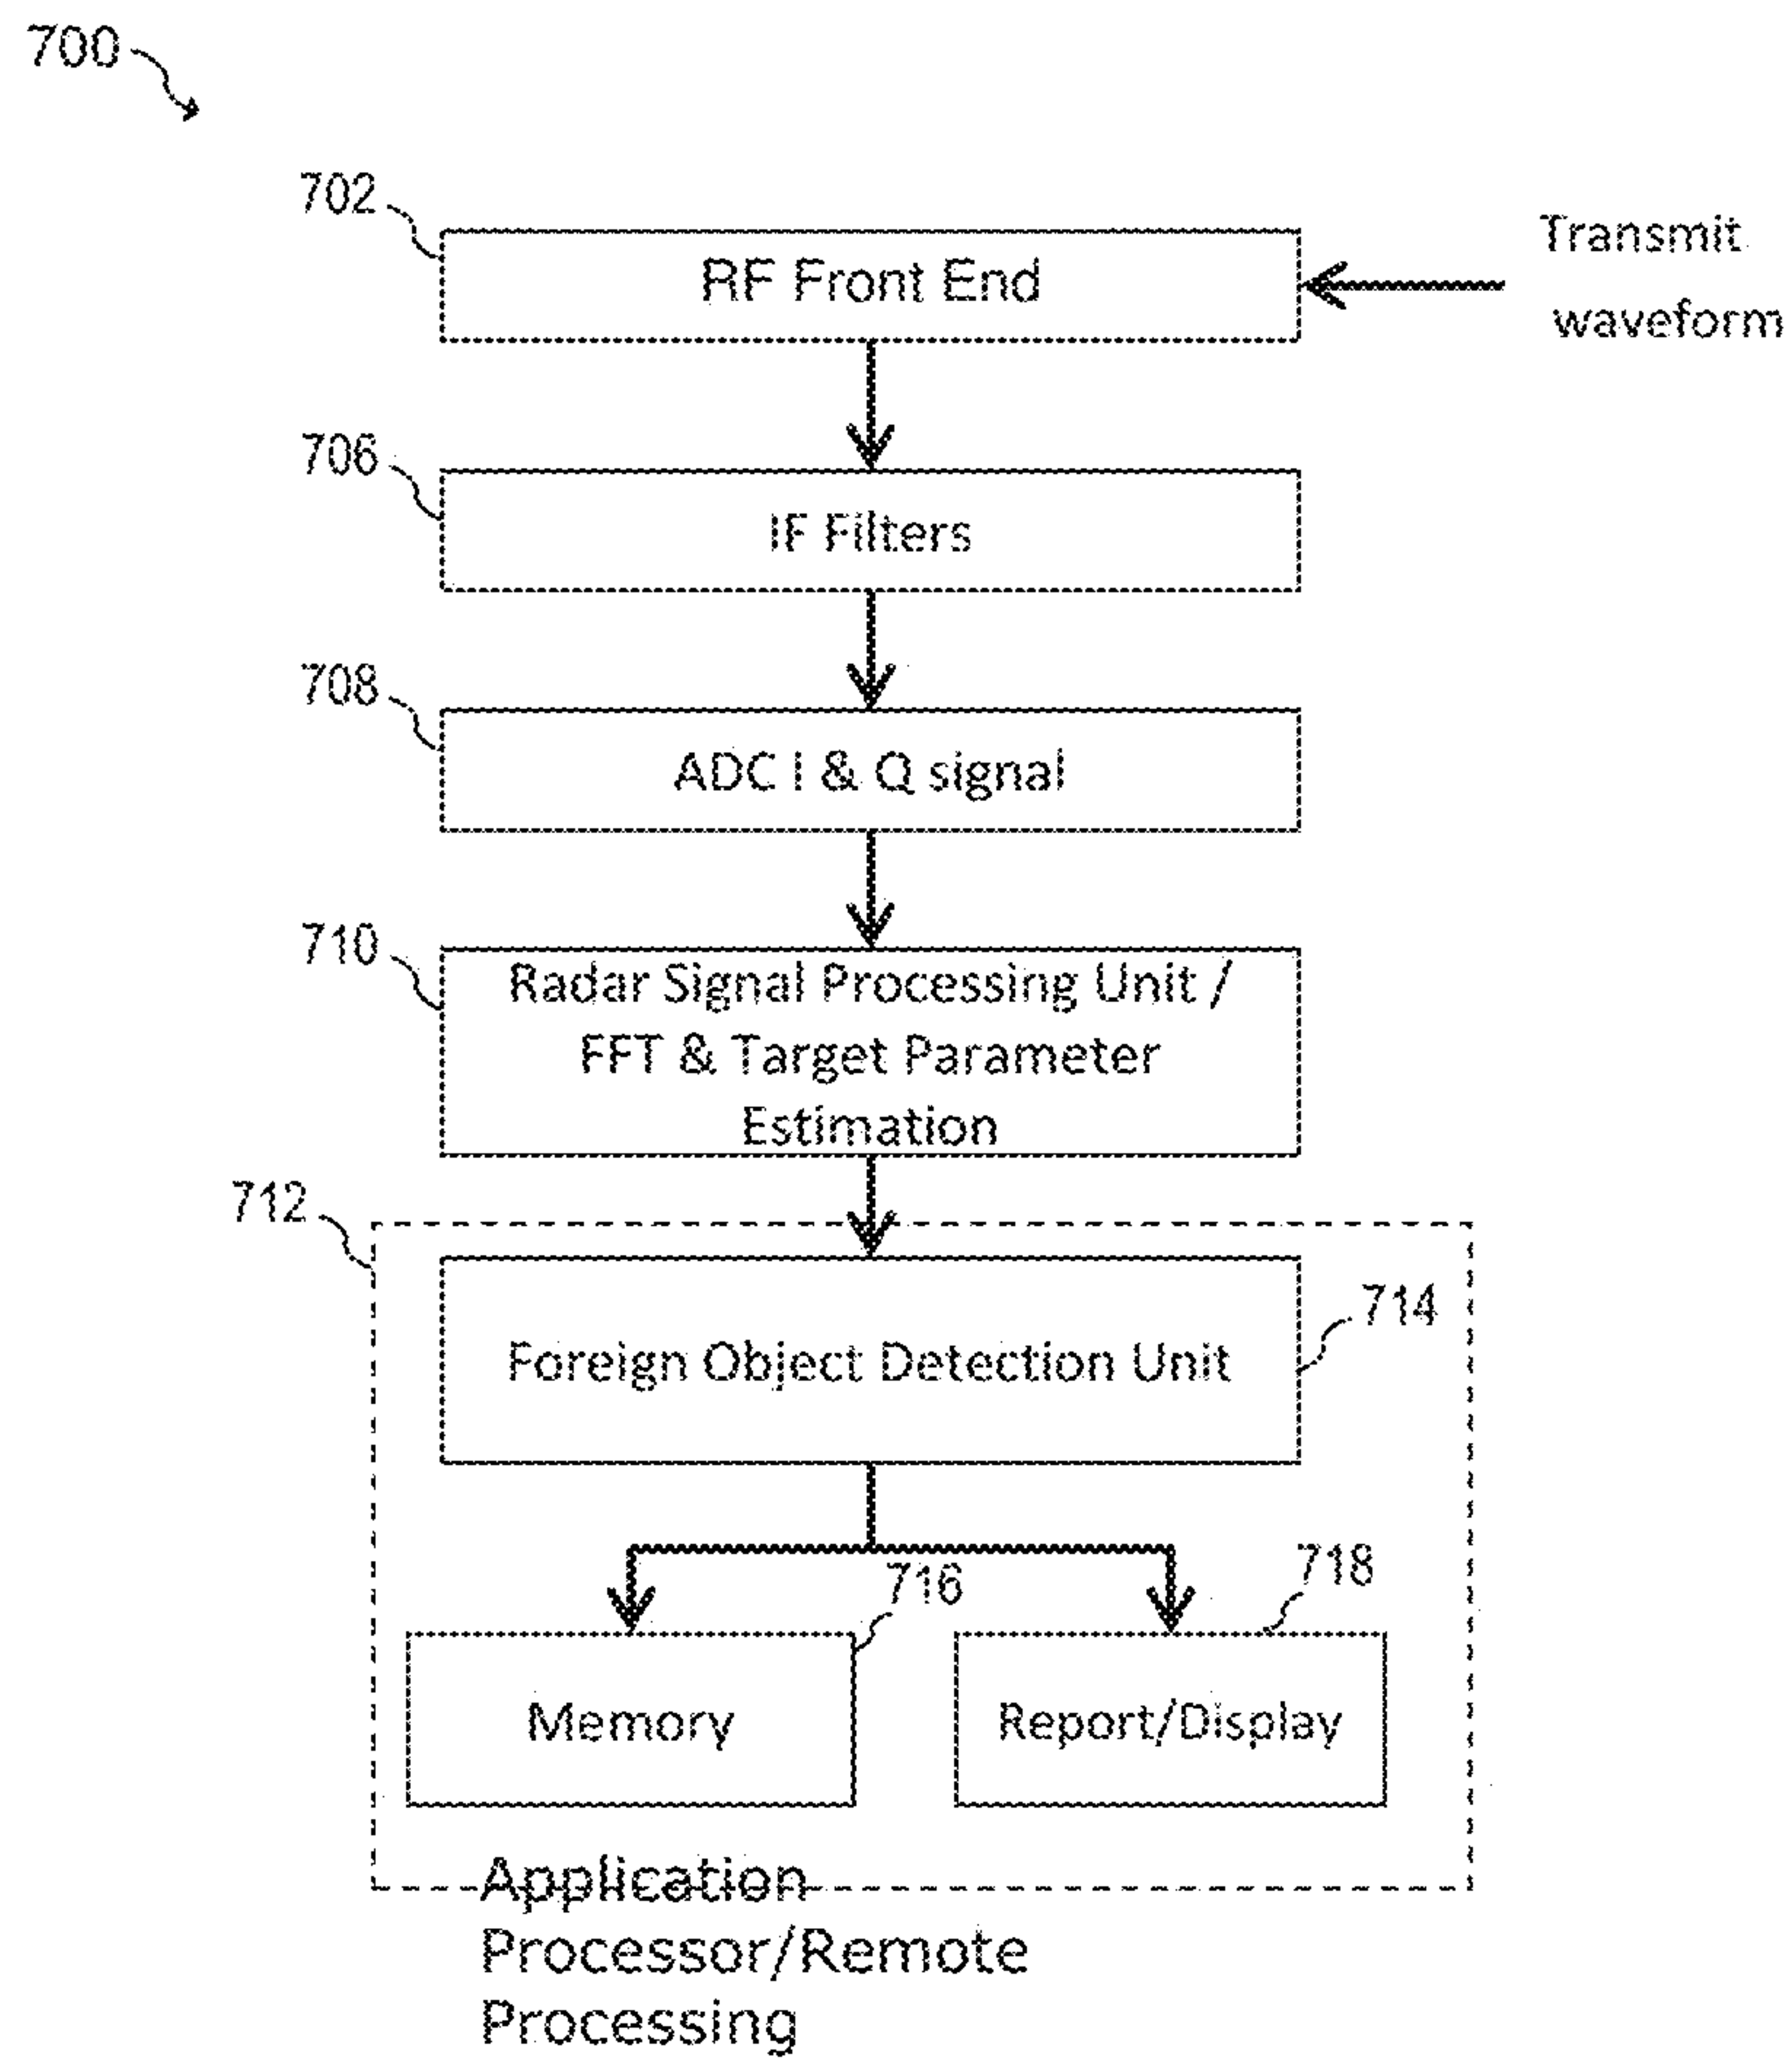 700
702
RF Front End
Transmit
waveform
706
IF Filters
708
ADC I & Q signal
710
Radar Signal Processing Unit /
FFT & Target Parameter
Estimation
712
714
Foreign Object Detection Unit
716
718
Memory
Report/Display
Application
Processor/Remote
Processing